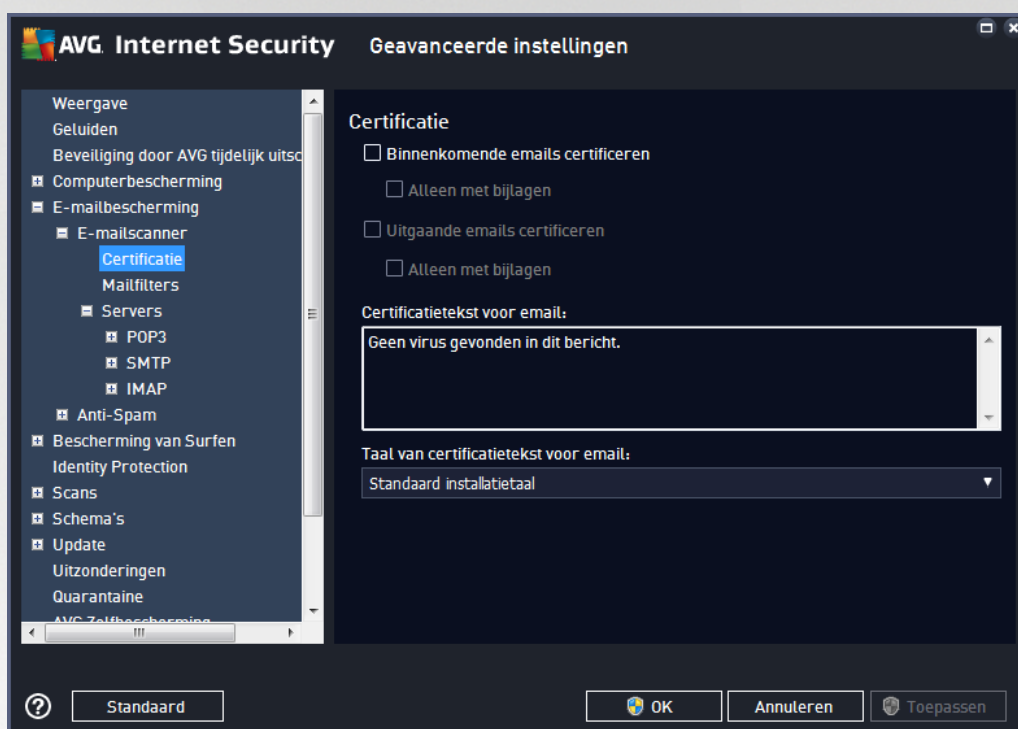 AVG. Internet Security Geavanceerde instellingen
Weergave
Geluiden
Beveiliging door AVG tijdelijk uitsc
Computerbescherming
E-mailbescherming
E-mailscanner
Certificatie
Mailfilters
Servers
POP3
SMTP
IMAP
Anti-Spam
Bescherming van Surfen
Identity Protection
Scans
Schema's
Update
Uitzonderingen
Quarantaine
AVG Zelfbescherming
Certificatie
Binnenkomende emails certificeren
Alleen met bijlagen
Uitgaande emails certificeren
Alleen met bijlagen
Certificatietekst voor email:
Geen virus gevonden in dit bericht.
Taal van certificatietekst voor email:
Standaard installatietaal
Standaard
OK
Annuleren
Toepassen